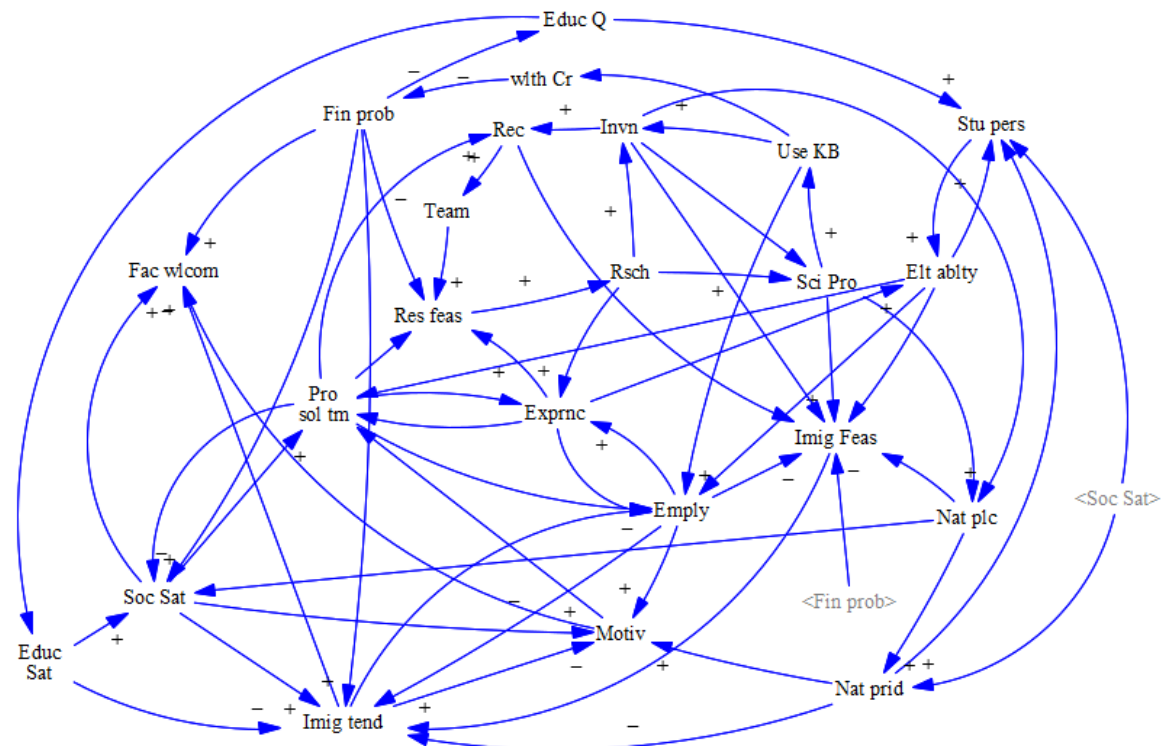 Educ Q
wlth Cr
Fin prob
Stu pers
Rec
Invn
Use KB
Team
Fac wlcom
Rsch
Sci Pro
Elt ablty
Res feas
Pro
sol tm
Exprnc
Imig Feas
<Soc Sat>
Emply
Nat plc
Soc Sat
<Fin prob>
Motiv
Educ
Sat
Nat prid
Imig tend